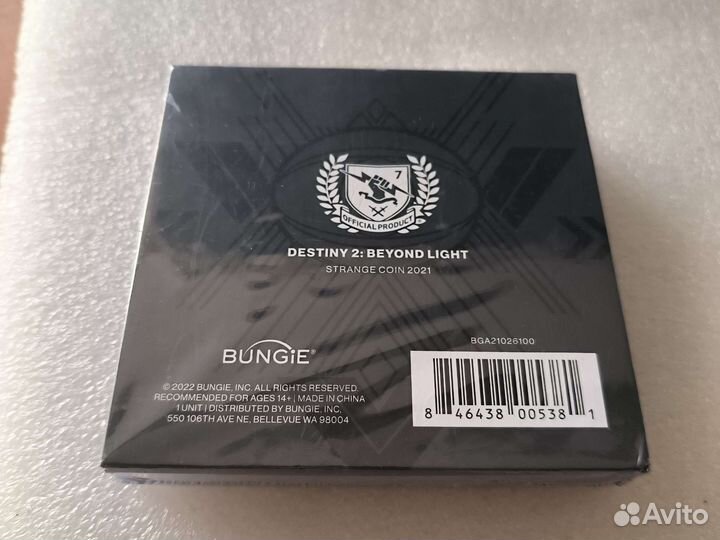 7
OFFICIAL PRODUCT
DESTINY 2: BEYOND LIGHT
STRANGE COIN 2021
BUNGiE®
BGA21026100
© 2022 BUNGIE, INC. ALL RIGHTS RESERVED.
RECOMMENDED FOR AGES 14+ | MADE IN CHINA
1 UNIT | DISTRIBUTED BY BUNGIE, INC.
550 106TH AVE NE, BELLEVUE WA 98004
8 46438 00538 1
Avito